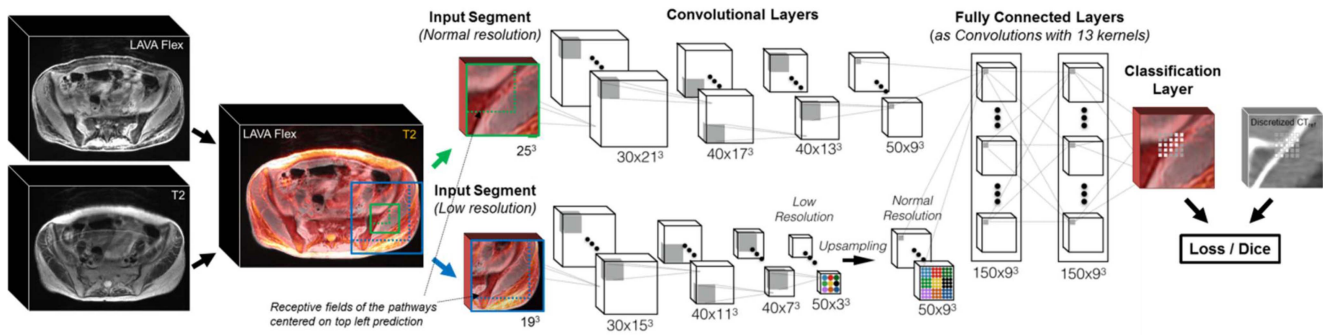 LAVA Flex
T2
LAVA Flex
T2
Input Segment
(Normal resolution)
25³
Input Segment
(Low resolution)
19³
Receptive fields of the pathways
centered on top left prediction
Convolutional Layers
30x21³
40x17³
40x13³
50x9³
30x15³
40x11³
40x7³
Low
Resolution
50x3³
Upsampling
Normal
Resolution
50x9³
Fully Connected Layers
(as Convolutions with 13 kernels)
150x9³
150x9³
Classification
Layer
Discretized CT
Loss / Dice